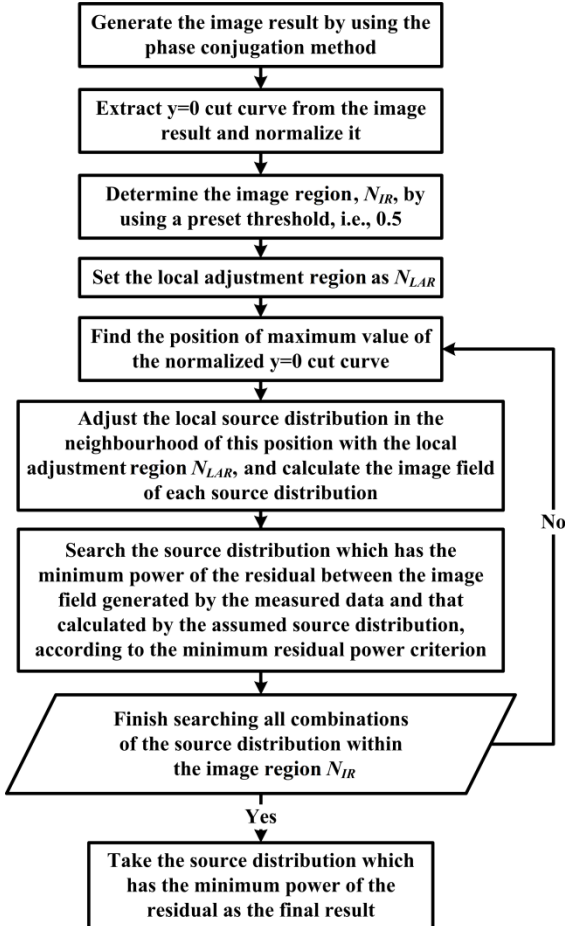 Generate the image result by using the
phase conjugation method
Extract y=0 cut curve from the image
result and normalize it
Determine the image region, N_IR, by
using a preset threshold, i.e., 0.5
Set the local adjustment region as N_LAR
Find the position of maximum value of
the normalized y=0 cut curve
Adjust the local source distribution in the
neighbourhood of this position with the local
adjustment region N_LAR, and calculate the image field
of each source distribution
No
Search the source distribution which has the
minimum power of the residual between the image
field generated by the measured data and that
calculated by the assumed source distribution,
according to the minimum residual power criterion
Finish searching all combinations
of the source distribution within
the image region N_IR
Yes
Take the source distribution which
has the minimum power of the
residual as the final result